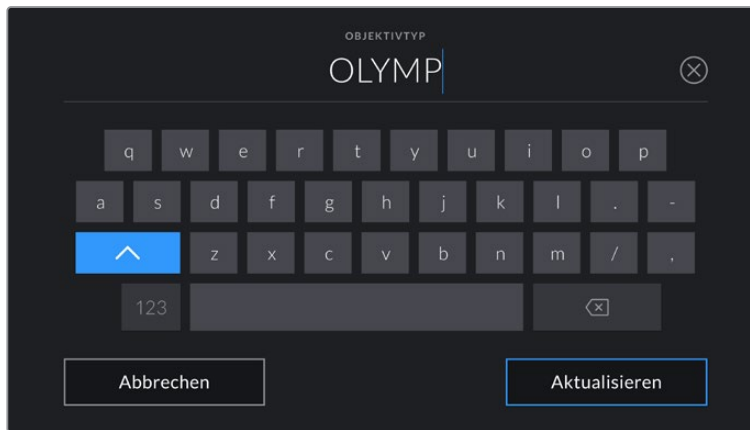 OBJEKTIVTYP
OLYMP
q w e r t y u i o p
a s d f g h j k l . -
z x c v b n m / ,
123
Abbrechen Aktualisieren